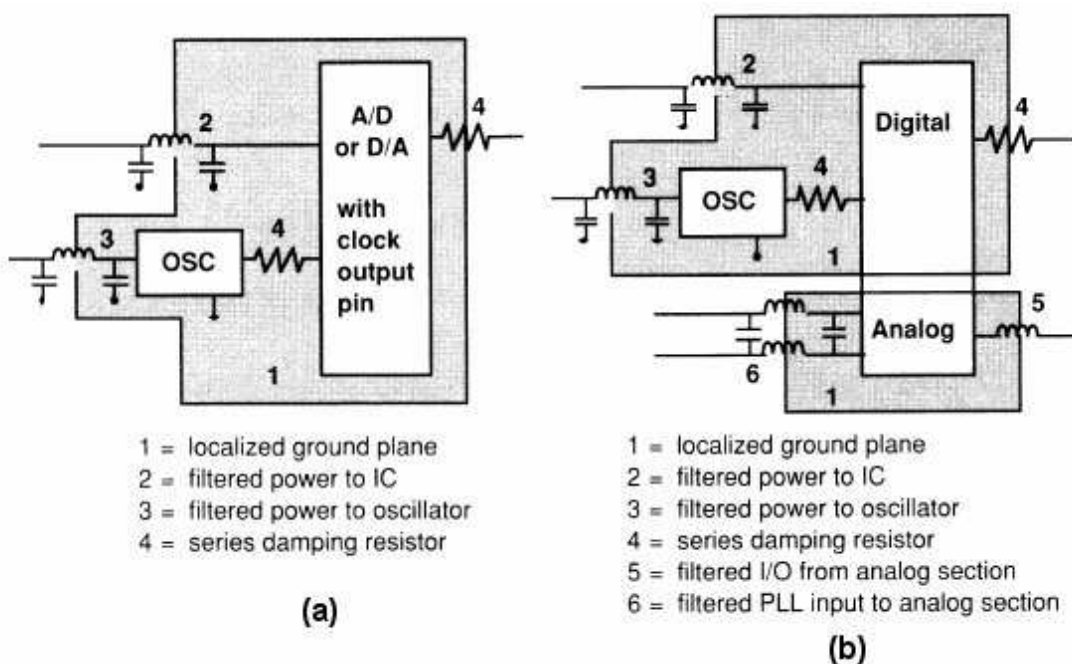 2
4
A/D
or D/A
with
clock
output
pin
3
OSC
4
1
1 = localized ground plane
2 = filtered power to IC
3 = filtered power to oscillator
4 = series damping resistor
(a)
2
4
Digital
3
OSC
4
1
5
Analog
6
1
1 = localized ground plane
2 = filtered power to IC
3 = filtered power to oscillator
4 = series damping resistor
5 = filtered I/O from analog section
6 = filtered PLL input to analog section
(b)